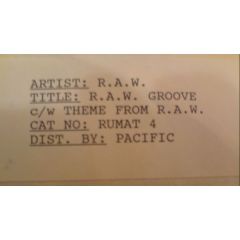 ARTIST: R.A.W.
TITLE: R.A.W. GROOVE
c/w THEME FROM R.A.W.
CAT NO: RUMAT 4
DIST. BY: PACIFIC